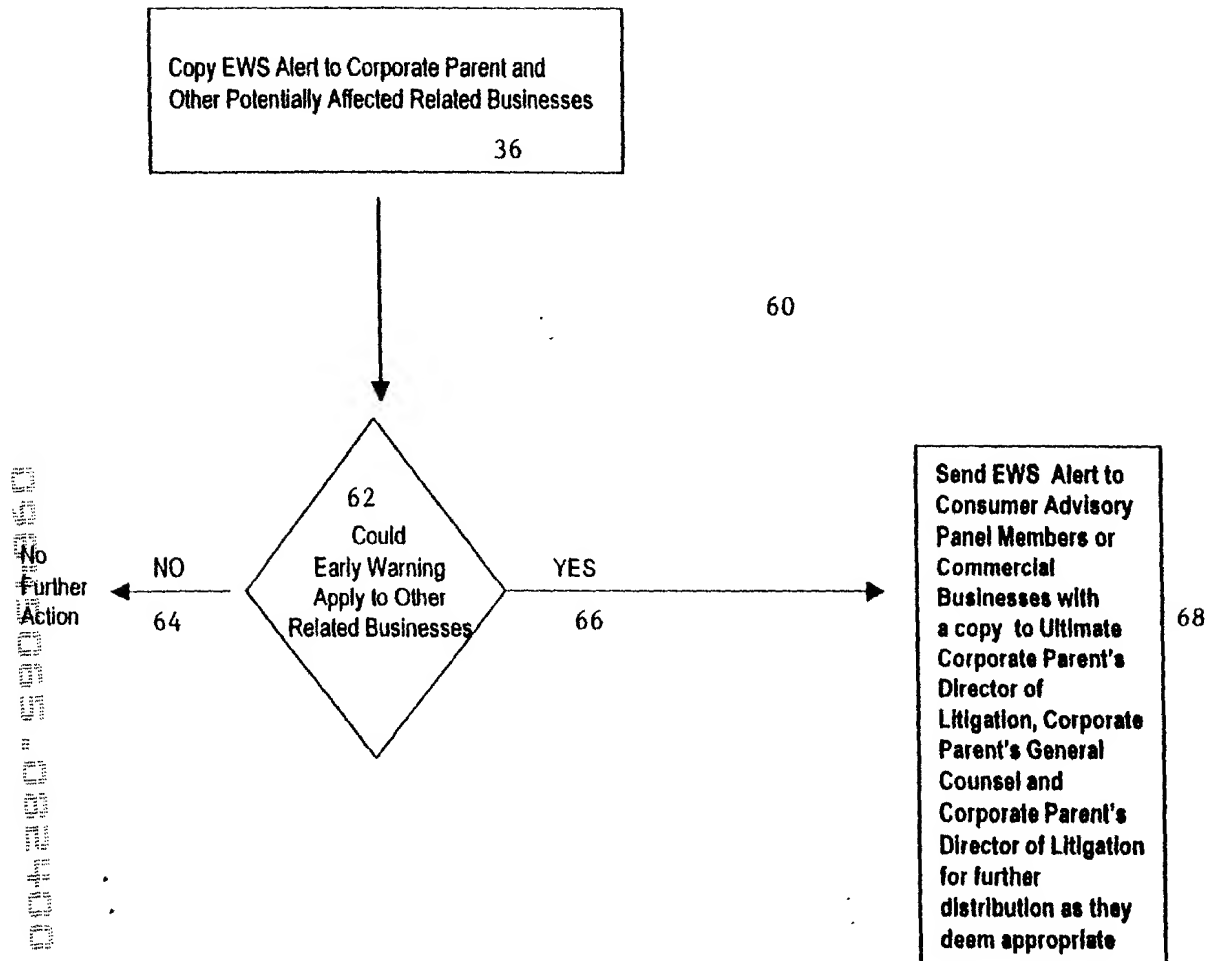 Copy EWS Alert to Corporate Parent and
Other Potentially Affected Related Businesses
36
60
62
Could
Early Warning
Apply to Other
Related Businesses
NO
64
No
Further
Action
YES
66
Send EWS Alert to
Consumer Advisory
Panel Members or
Commercial
Businesses with
a copy to Ultimate
Corporate Parent's
Director of
Litigation, Corporate
Parent's General
Counsel and
Corporate Parent's
Director of Litigation
for further
distribution as they
deem appropriate
68